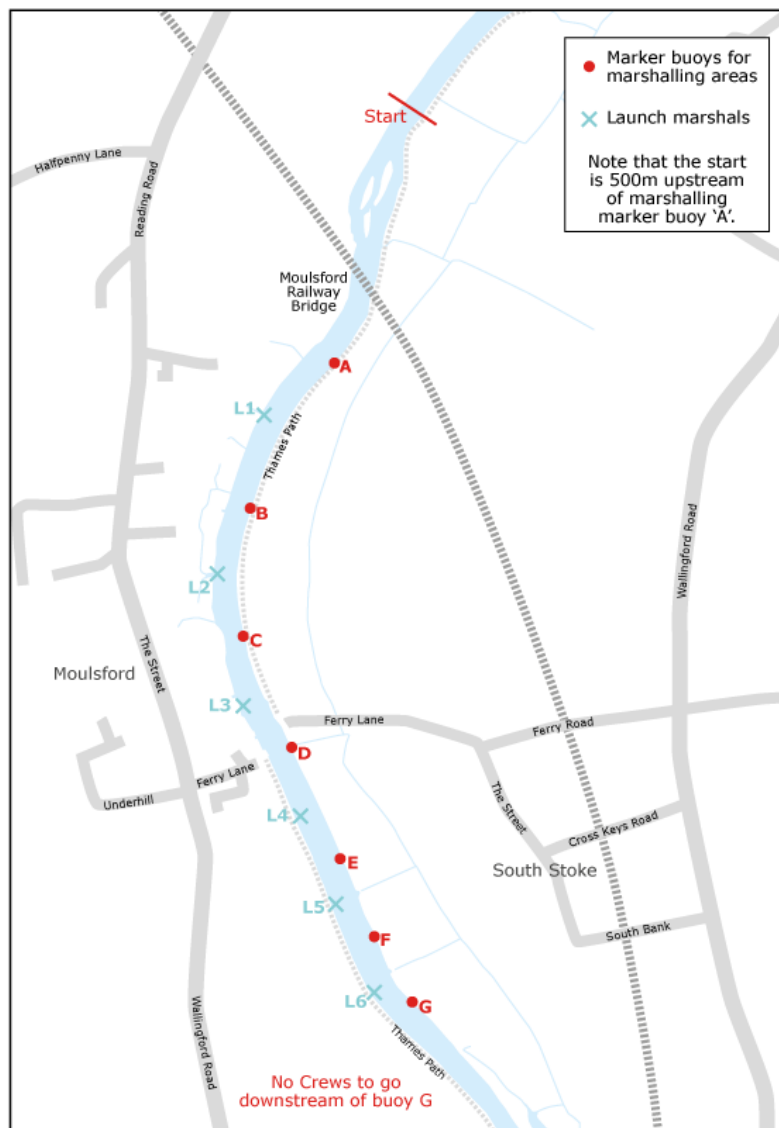 Marker buoys for
marshalling areas
Launch marshals
Note that the start
is 500m upstream
of marshalling
marker buoy ‘A’.
Start
Halfpenny Lane
Reading Road
Moulsford
Railway
Bridge
A
L1
Thames Path
B
L2
Wallingford Road
C
The Street
Moulsford
L3
Ferry Lane
Ferry Road
D
Ferry Lane
Underhill
The Street
L4
Cross Keys Road
E
South Stoke
L5
F
South Bank
L6
G
Wallingford Road
Thames Path
No Crews to go
downstream of buoy G